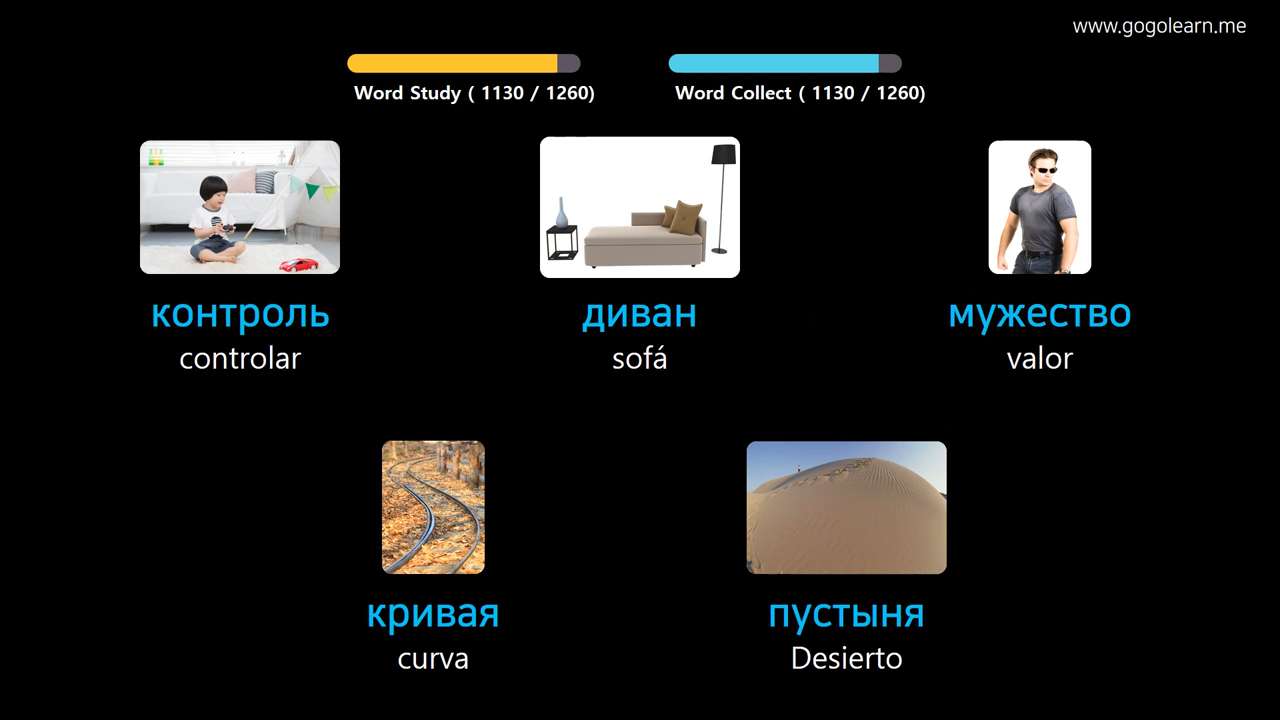 www.gogolearn.me
Word Study ( 1130 / 1260)
Word Collect ( 1130 / 1260)
контроль
controlar
диван
sofá
мужество
valor
кривая
curva
пустыня
Desierto